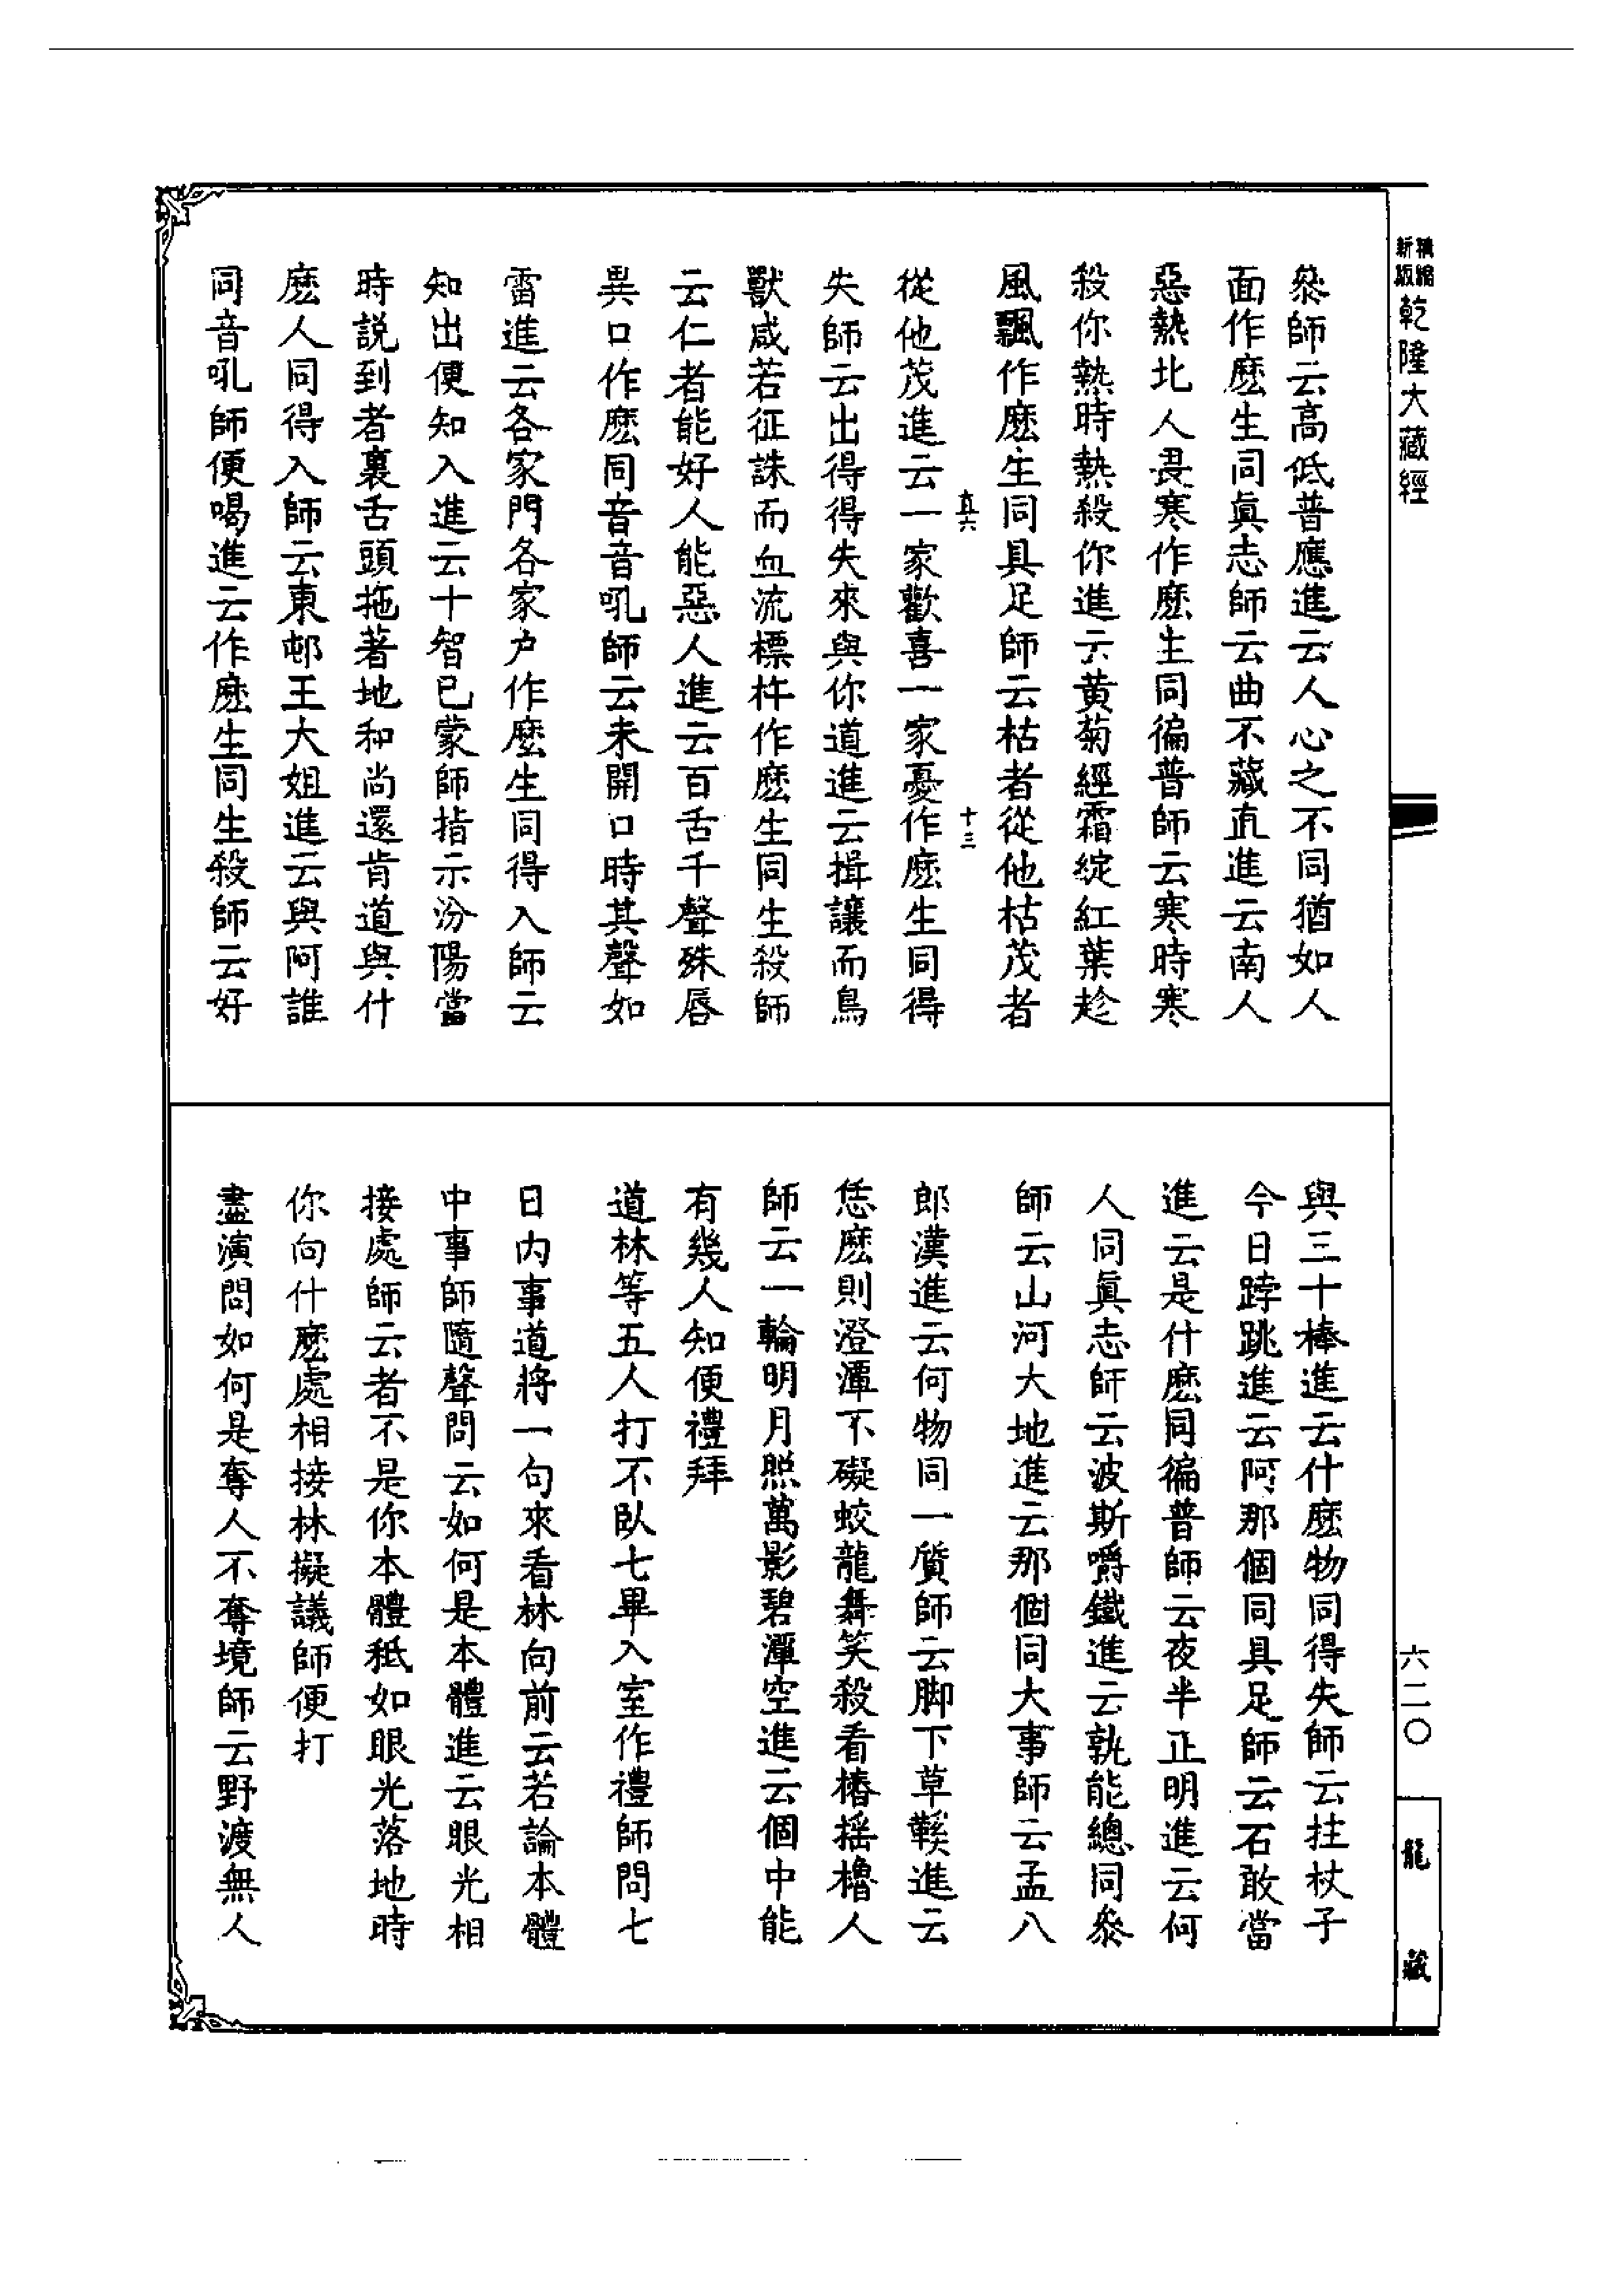 精縮
新版
乾隆大藏經
叅師云高低普應進云人心之不同猶如人
面作麽生同眞志師云曲不藏直進云南人
惡熱北人畏寒作麽生同徧普師云寒時寒
殺你熱時熱殺你進云黃菊經霜綻紅葉趁
風飄作麽生同具足師云枯者從他枯茂者
真六 十三
從他茂進云一家歡喜一家憂作麽生同得
失師云出得得失來與你道進云揖讓而鳥
獸咸若征誅而血流標杵作麽生同生殺師
云仁者能好人能惡人進云百舌千聲殊唇
異口作麽同音音吼師云未開口時其聲如
雷進云各家門各家户作麽生同得入師云
知出便知入進云十智已蒙師指示汾陽當
時説到者裏舌頭拖著地和尚還肯道與什
麽人同得入師云東邨王大姐進云與阿誰
同音吼師便喝進云作麽生同生殺師云好
與三十棒進云什麽物同得失師云拄杖子
今日踍跳進云阿那個同具足師云石敢當
進云是什麽同徧普師云夜半正明進云何
人同眞志師云波斯嚼鐵進云孰能總同叅
師云山河大地進云那個同大事師云孟八
郎漢進云何物同一質師云脚下草鞵進云
恁麽則澄潭不礙蛟龍舞笑殺看樁摇櫓人
師云一輪明月照萬影碧潭空進云個中能
有幾人知便禮拜
道林等五人打不臥七畢入室作禮師問七
日内事道將一句來看林向前云若論本體
中事師隨聲問云如何是本體進云眼光相
接處師云者不是你本體秪如眼光落地時
你向什麽處相接林擬議師便打
盡演問如何是奪人不奪境師云野渡無人
六二〇
龍藏